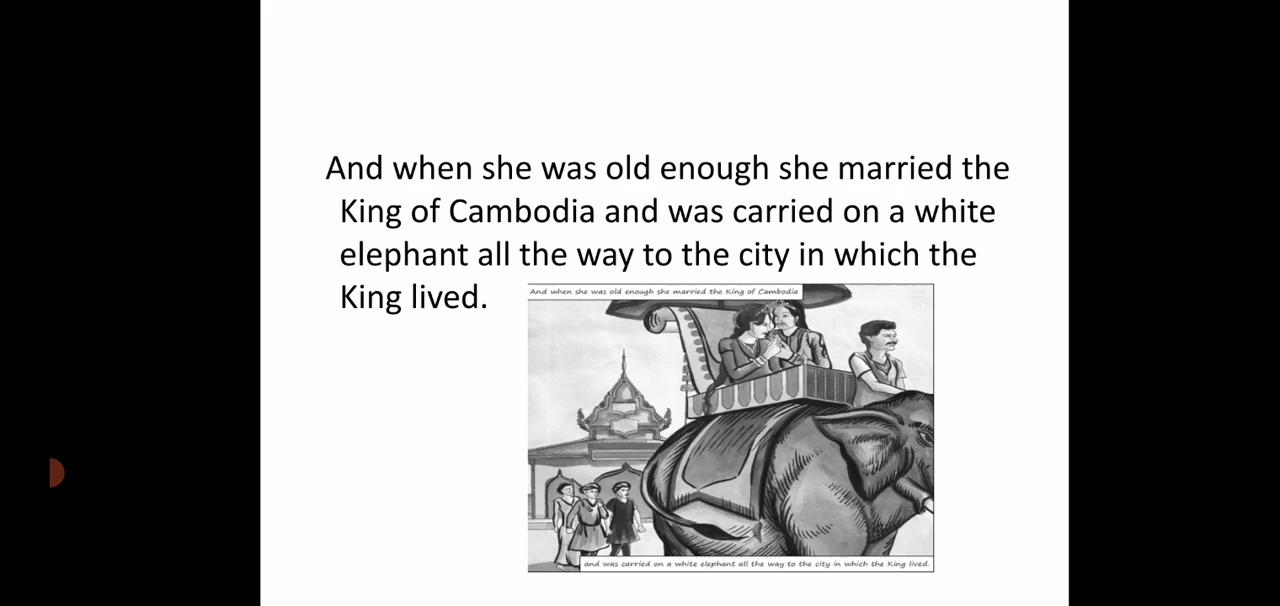 And when she was old enough she married the
King of Cambodia and was carried on a white
elephant all the way to the city in which the
King lived.
And when she was old enough she married the King of Cambodia
and was carried on a white elephant all the way to the city in which the King lived.